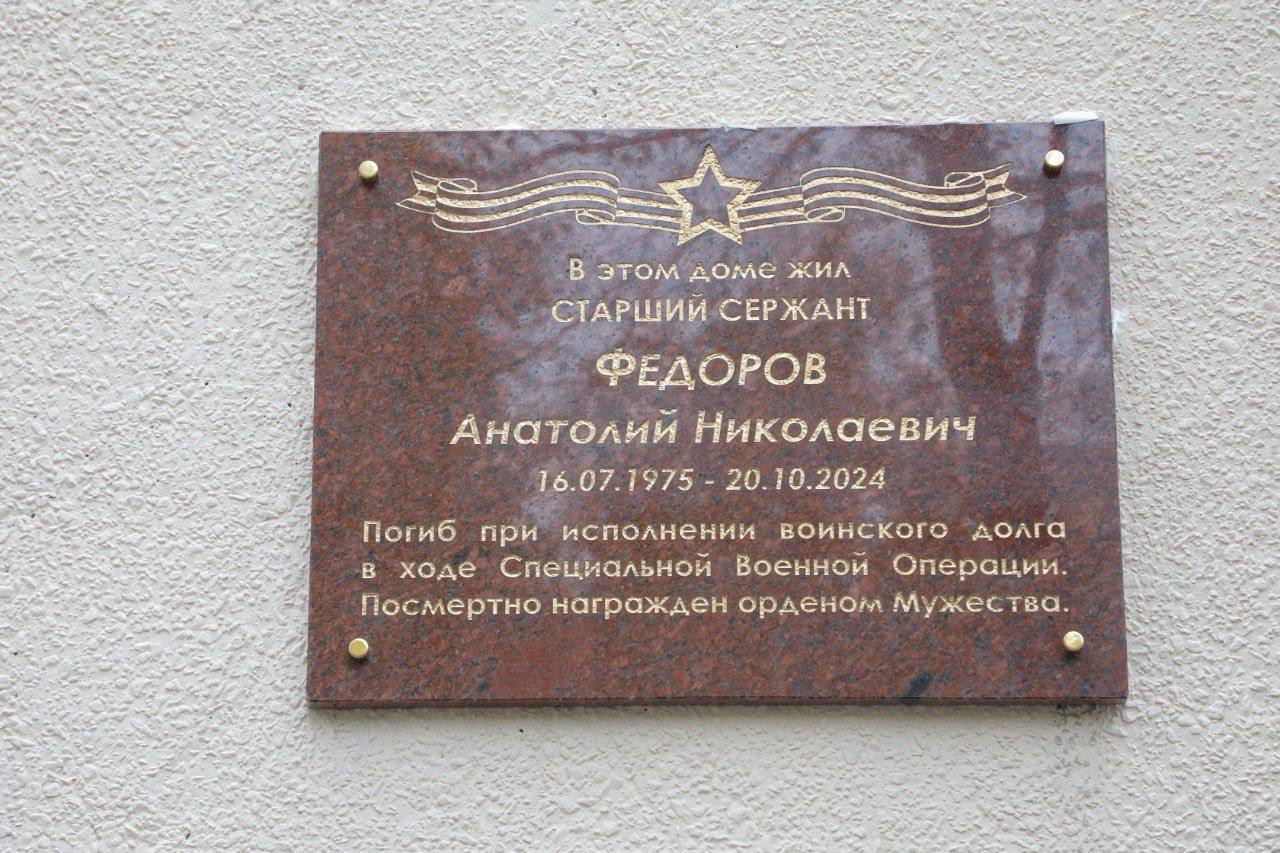 В этом доме жил
СТАРШИЙ СЕРЖАНТ
ФЕДОРОВ
Анатолий Николаевич
16.07.1975 - 20.10.2024
Погиб при исполнении воинского долга
в ходе Специальной Военной Операции.
Посмертно награжден орденом Мужества.